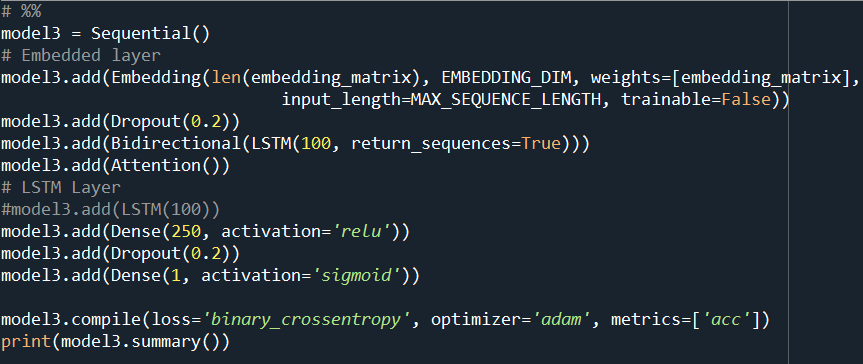 # %%
model3 = Sequential()
# Embedded layer
model3.add(Embedding(len(embedding_matrix), EMBEDDING_DIM, weights=[embedding_matrix],
                            input_length=MAX_SEQUENCE_LENGTH, trainable=False))
model3.add(Dropout(0.2))
model3.add(Bidirectional(LSTM(100, return_sequences=True)))
model3.add(Attention())
# LSTM Layer
#model3.add(LSTM(100))
model3.add(Dense(250, activation='relu'))
model3.add(Dropout(0.2))
model3.add(Dense(1, activation='sigmoid'))

model3.compile(loss='binary_crossentropy', optimizer='adam', metrics=['acc'])
print(model3.summary())